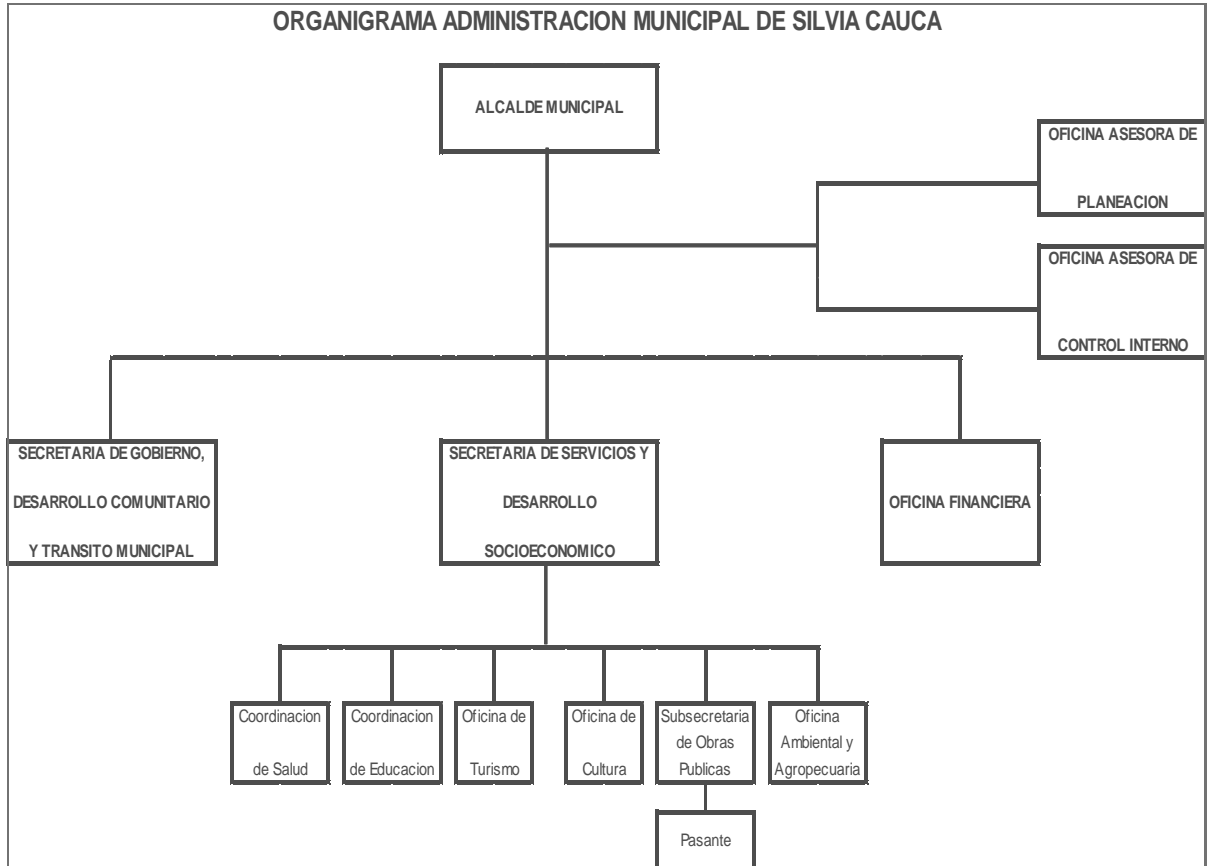 ORGANIGRAMA ADMINISTRACION MUNICIPAL DE SILVIA CAUCA
ALCALDE MUNICIPAL
OFICINA ASESORA DE
PLANEACION
OFICINA ASESORA DE
CONTROL INTERNO
SECRETARIA DE GOBIERNO,
DESARROLLO COMUNITARIO
Y TRANSITO MUNICIPAL
SECRETARIA DE SERVICIOS Y
DESARROLLO
SOCIOECONOMICO
OFICINA FINANCIERA
Coordinacion
de Salud
Coordinacion
de Educacion
Oficina de
Turismo
Oficina de
Cultura
Subsecretaria
de Obras
Publicas
Oficina
Ambiental y
Agropecuaria
Pasante